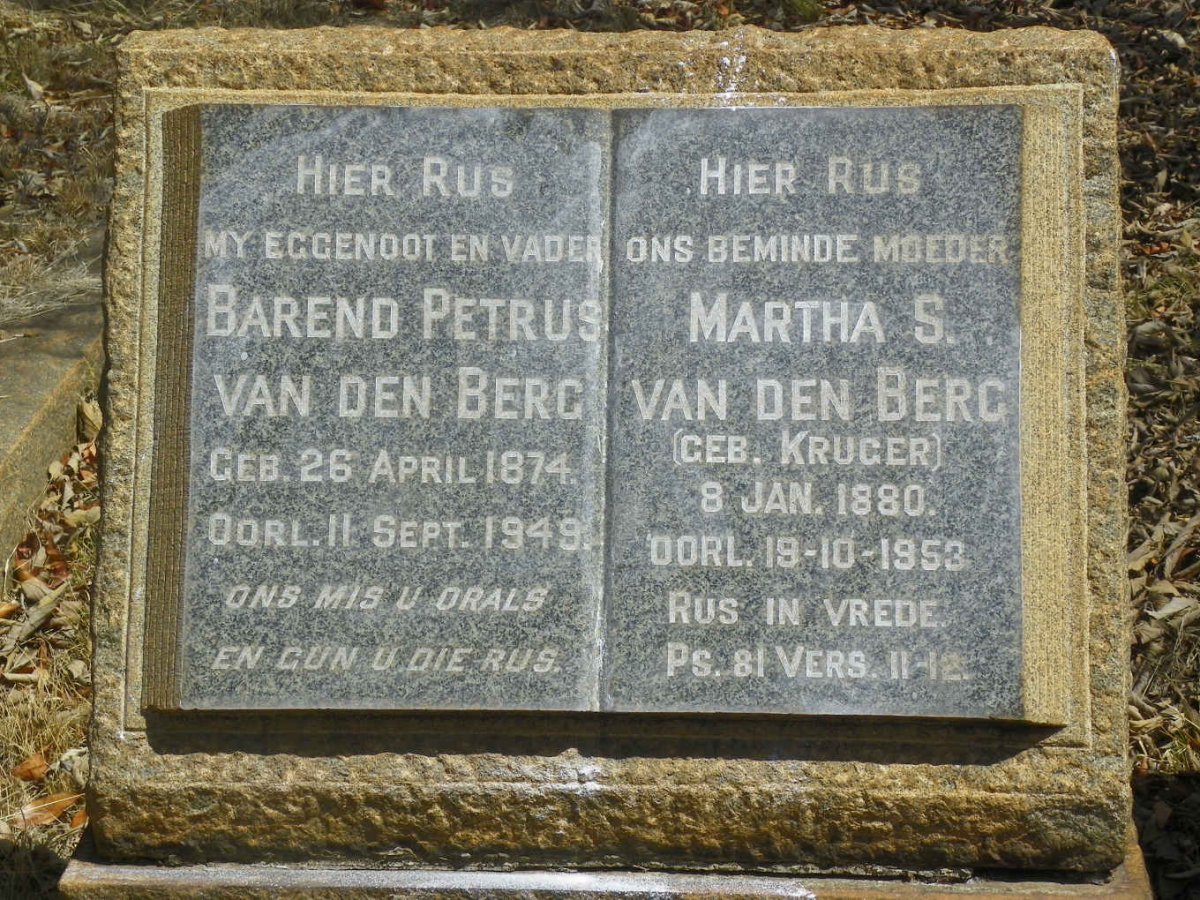 HIER RUS
MY EGGENOOT EN VADER
BAREND PETRUS
VAN DEN BERG
GEB. 26 APRIL 1874.
OORL. 11 SEPT. 1949.
ONS MIS U ORALS
EN GUN U DIE RUS.
HIER RUS
ONS BEMINDE MOEDER
MARTHA S.
VAN DEN BERG
(GEB. KRUGER)
8 JAN. 1880.
OORL. 19-10-1953
RUS IN VREDE.
PS. 81 VERS. 11-12.